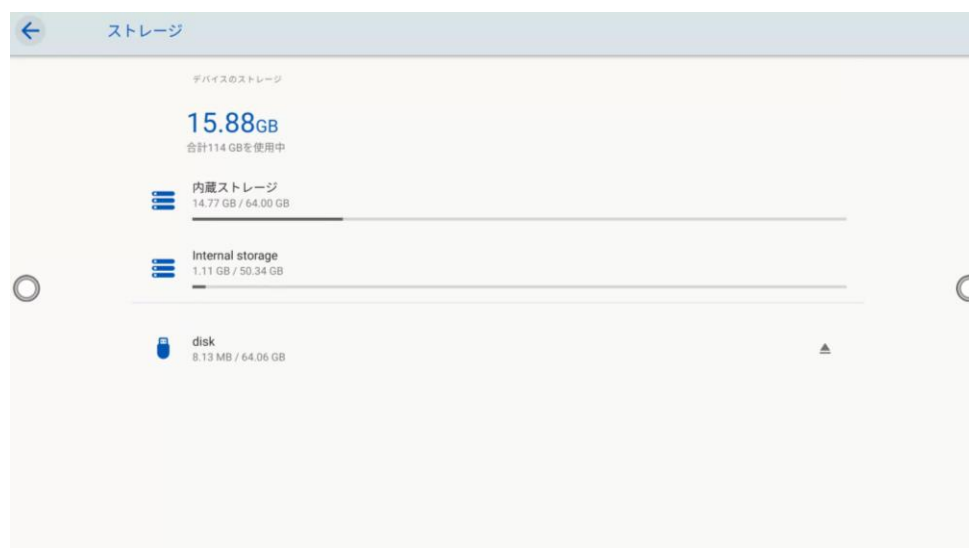 ストレージ
デバイスのストレージ
15.88GB
合計114 GBを使用中
内蔵ストレージ
14.77 GB / 64.00 GB
Internal storage
1.11 GB / 50.34 GB
disk
8.13 MB / 64.06 GB